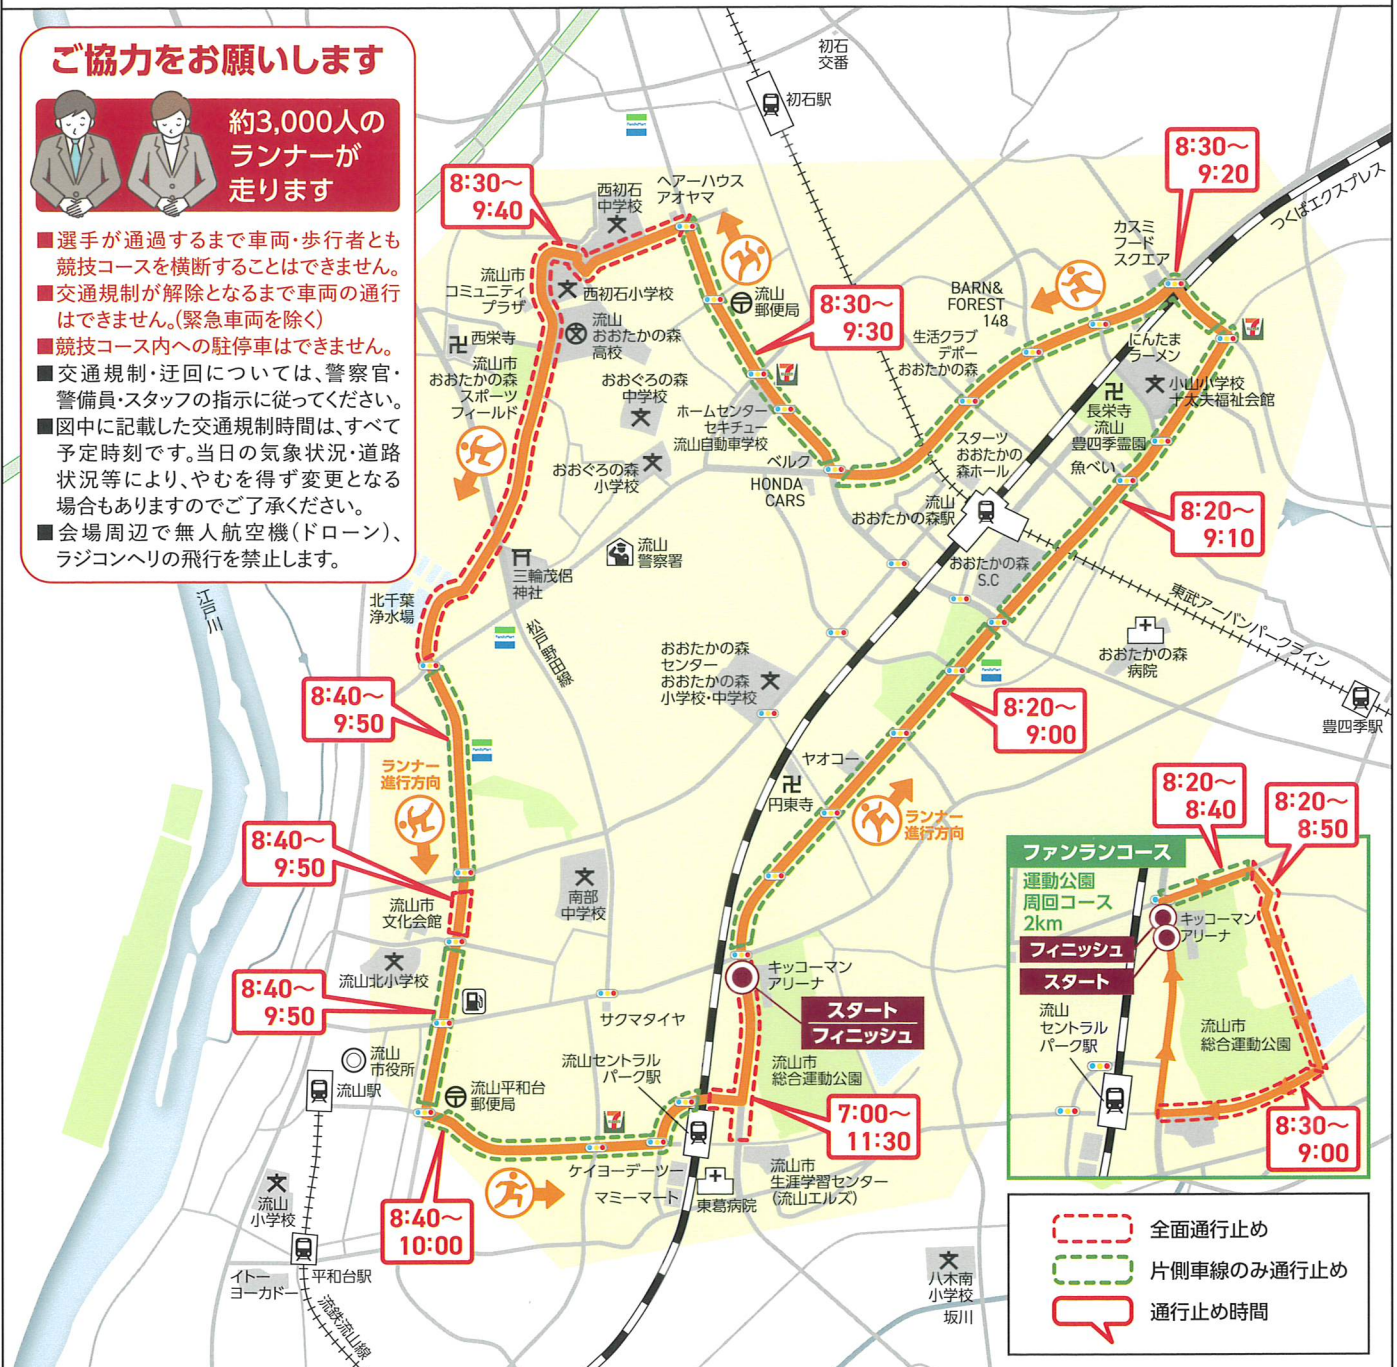 ご協力をお願いします
約3,000人の
ランナーが
走ります
■選手が通過するまで車両・歩行者とも
競技コースを横断することはできません。
■交通規制が解除となるまで車両の通行
はできません。(緊急車両を除く)
■競技コース内への駐停車はできません。
■交通規制・迂回については、警察官・
警備員・スタッフの指示に従ってください。
■図中に記載した交通規制時間は、すべて
予定時刻です。当日の気象状況・道路
状況等により、やむを得ず変更となる
場合もありますのでご了承ください。
■会場周辺で無人航空機(ドローン)、
ラジコンヘリの飛行を禁止します。
初石
交番
初石駅
8:30〜
9:20
つくばエクスプレス
カスミ
フード
スクエア
8:30〜
9:40
西初石
中学校
ヘアーハウス
アオヤマ
流山市
コミュニティ
プラザ
西初石小学校
流山
郵便局
8:30〜
9:30
BARN&
FOREST
148
生活クラブ
デポー
おおたかの森
にんたま
ラーメン
小山小学校
十太夫福祉会館
長栄寺
流山
豊四季霊園
魚べい
西栄寺
流山
おおたかの森
高校
流山市
おおたかの森
スポーツ
フィールド
おおぐろの森
中学校
ホームセンター
セキチュー
流山自動車学校
おおぐろの森
小学校
ベルク
HONDA
CARS
スターツ
おおたかの
森ホール
流山
おおたかの森駅
8:20〜
9:10
おおたかの森
S.C
流山
警察署
三輪茂侶
神社
北千葉
浄水場
江戸川
松戸野田線
東武アーバンパークライン
おおたかの森
病院
豊四季駅
おおたかの森
センター
おおたかの森
小学校・中学校
8:20〜
9:00
8:40〜
9:50
ランナー
進行方向
ヤオコー
円東寺
ランナー
進行方向
8:40〜
9:50
流山市
文化会館
南部
中学校
流山北小学校
8:40〜
9:50
キッコーマン
アリーナ
スタート
フィニッシュ
サクマタイヤ
流山
市役所
流山駅
流山平和台
郵便局
流山セントラル
パーク駅
流山市
総合運動公園
7:00〜
11:30
ケイヨーデーツー
マミーマート
東葛病院
流山市
生涯学習センター
(流山エルズ)
8:40〜
10:00
流山
小学校
平和台駅
イトー
ヨーカドー
流鉄流山線
八木南
小学校
坂川
8:20〜
8:40
8:20〜
8:50
ファンランコース
運動公園
周回コース
2km
キッコーマン
アリーナ
フィニッシュ
スタート
流山
セントラル
パーク駅
流山市
総合運動公園
8:30〜
9:00
全面通行止め
片側車線のみ通行止め
通行止め時間